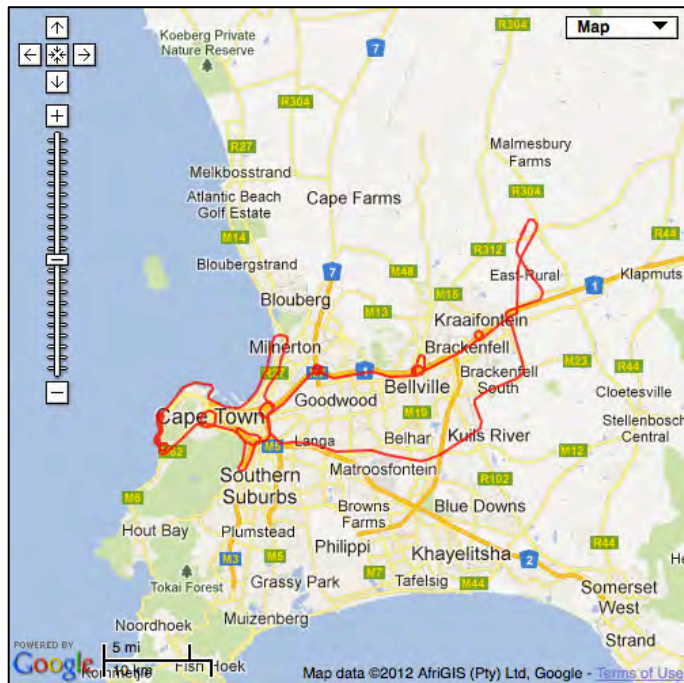 Koeberg Private
Nature Reserve
R304
Map
7
R304
R27
Malmesbury
Farms
Melkbosstrand
R304
Atlantic Beach
Golf Estate
Cape Farms
M14
R312
R44
Bloubergstrand
7
M48
East-Rural
Klapmuts
1
Blouberg
M15
M13
Kraaifontein
Milnerton
Brackenfell
R27
1
M23
R44
Bellville
Brackenfell
South
Goodwood
Cloetesville
Cape Town
M19
Stellenbosch
Central
M5
Langa
Belhar
Kuils River
M62
M12
Matroosfontein
Southern
Suburbs
R102
M6
Browns
Farms
Blue Downs
Hout Bay
Plumstead
R44
Philippi
Khayelitsha
M3
M5
2
Tokai Forest
Grassy Park
M7
Tafelsig
M44
Somerset
West
Noordhoek
Muizenberg
Strand
POWERED BY
Google
5 mi
10 km
Kommetjie
Fish Hoek
Map data ©2012 AfriGIS (Pty) Ltd, Google - Terms of Use